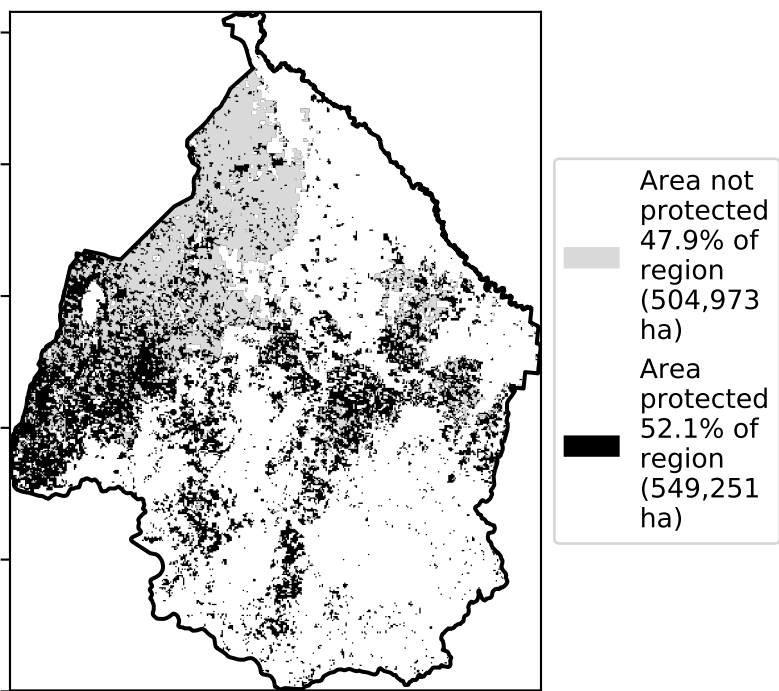 Area not
protected
47.9% of
region
(504,973
ha)
Area
protected
52.1% of
region
(549,251
ha)